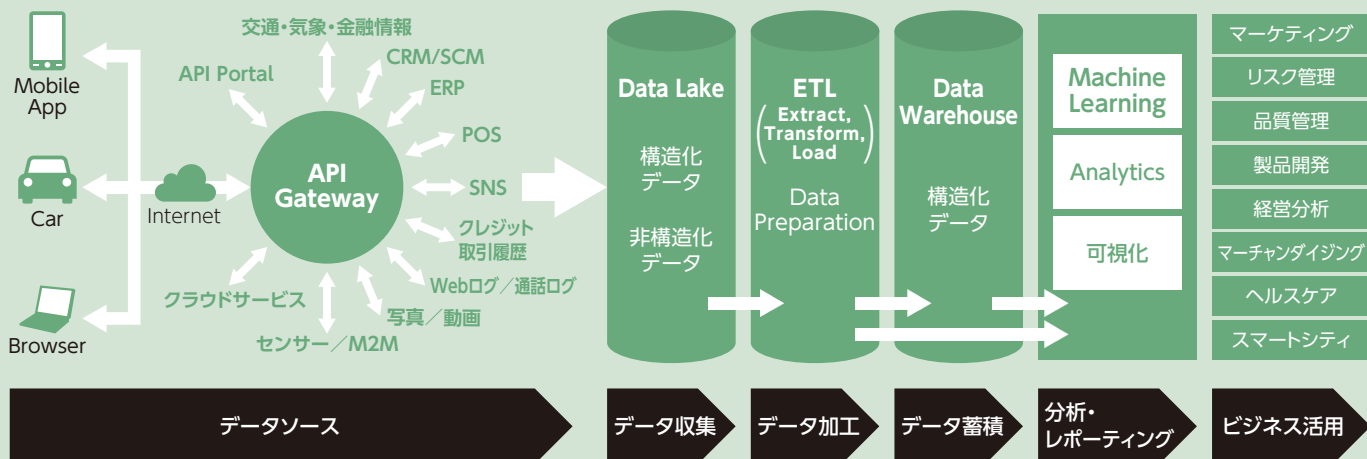 Mobile
App
Car
Browser
Internet
API
Gateway
API Portal
交通・気象・金融情報
CRM/SCM
ERP
POS
SNS
クレジット
取引履歴
Webログ／通話ログ
写真／動画
センサー／M2M
クラウドサービス
Data Lake
構造化
データ
非構造化
データ
ETL
(Extract,
Transform,
Load)
Data
Preparation
Data
Warehouse
構造化
データ
Machine
Learning
Analytics
可視化
マーケティング
リスク管理
品質管理
製品開発
経営分析
マーチャンダイジング
ヘルスケア
スマートシティ
データソース
データ収集
データ加工
データ蓄積
分析・
レポーティング
ビジネス活用